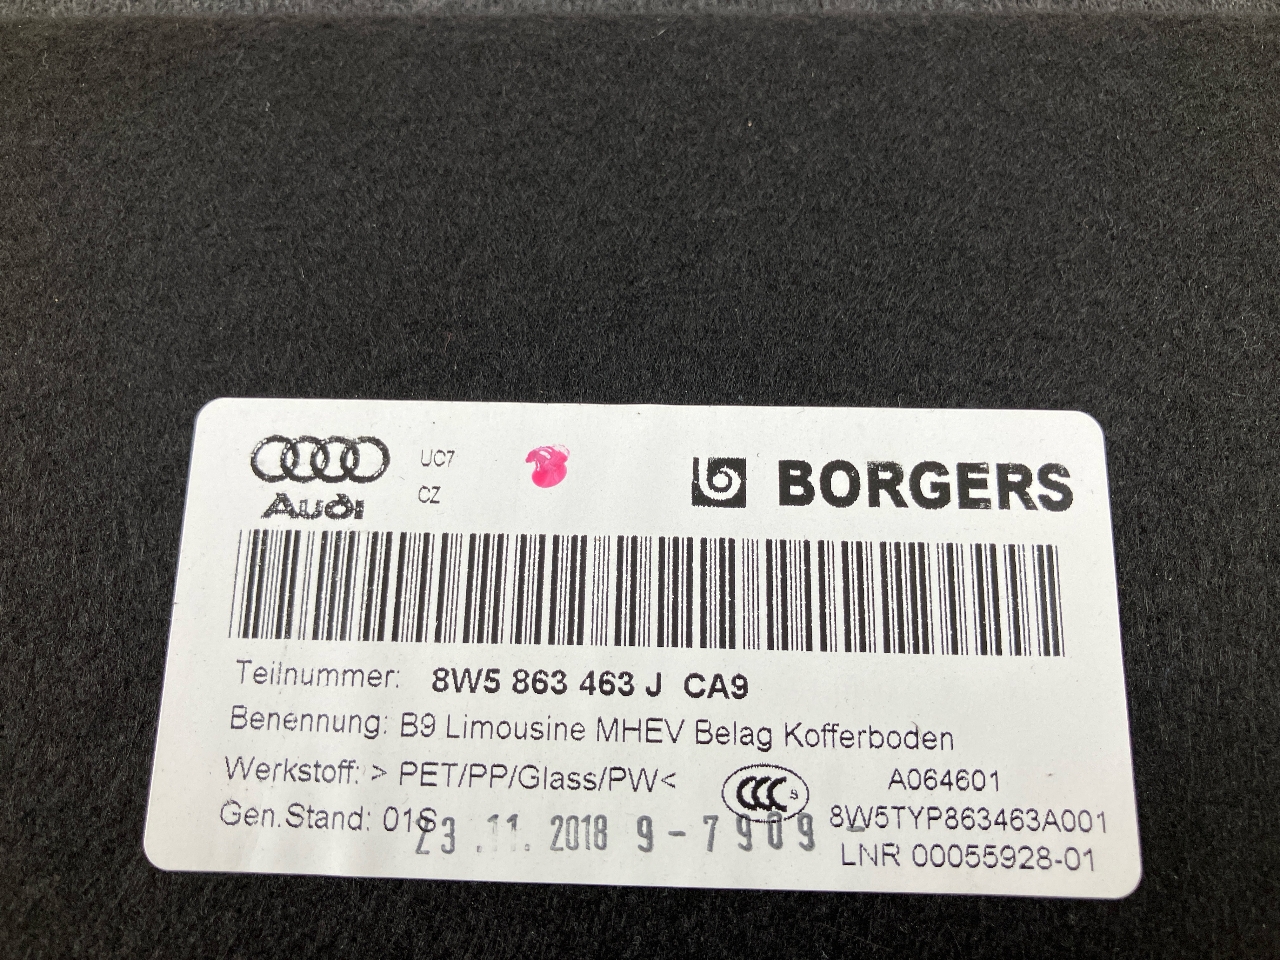 Audi
UC7
CZ
BORGERS
Teilnummer: 8W5 863 463 J CA9
Benennung: B9 Limousine MHEV Belag Kofferboden
Werkstoff: > PET/PP/Glass/PW<
CCC S
A064601
Gen.Stand: 01S
23.11.2018 9-7909 -
8W5TYP863463A001
LNR 00055928-01